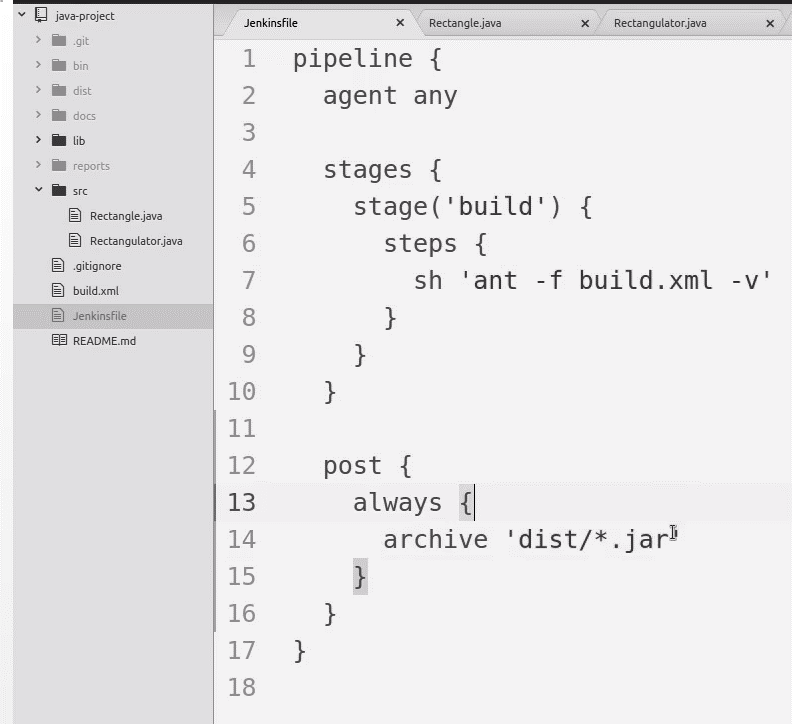 java-project
.git
bin
dist
docs
lib
reports
src
Rectangle.java
Rectangulator.java
.gitignore
build.xml
Jenkinsfile
README.md
Jenkinsfile × Rectangle.java × Rectangulator.java ×
1 pipeline {
2   agent any
3
4   stages {
5     stage('build') {
6       steps {
7         sh 'ant -f build.xml -v'
8       }
9     }
10   }
11
12   post {
13     always {
14       archive 'dist/*.jar'
15     }
16   }
17 }
18